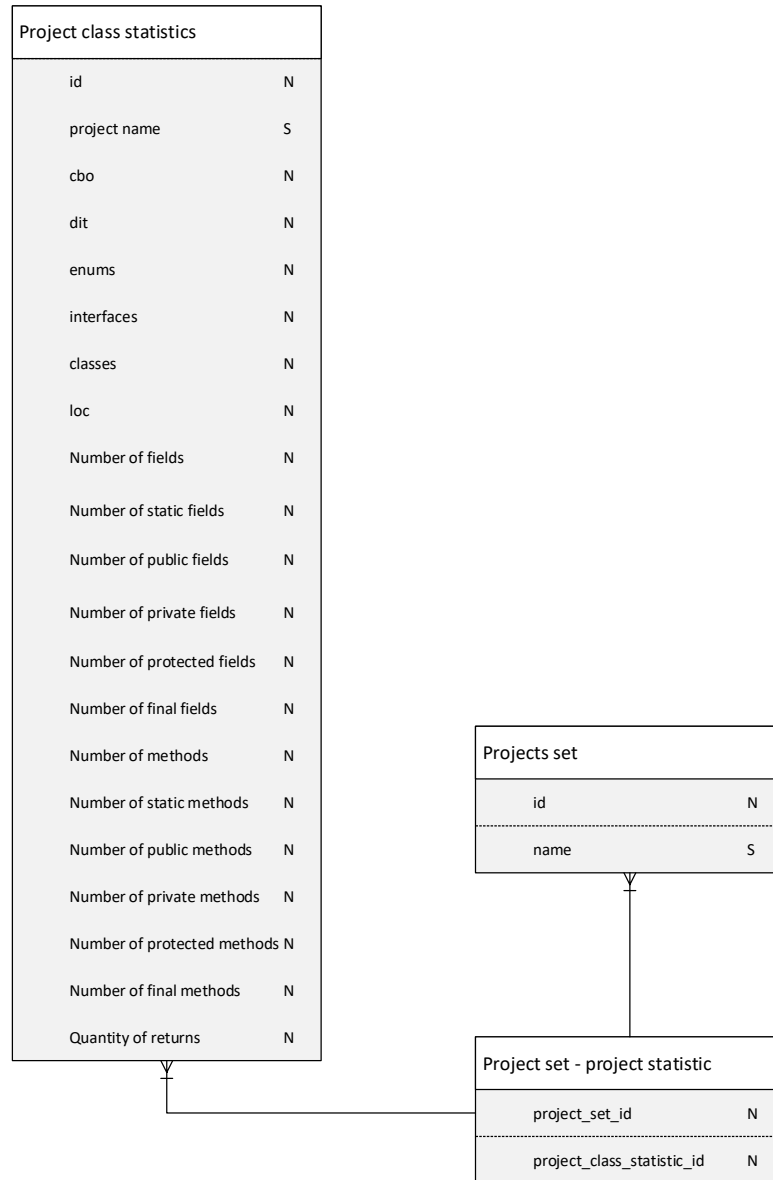 Project class statistics
id N
project name S
cbo N
dit N
enums N
interfaces N
classes N
loc N
Number of fields N
Number of static fields N
Number of public fields N
Number of private fields N
Number of protected fields N
Number of final fields N
Number of methods N
Number of static methods N
Number of public methods N
Number of private methods N
Number of protected methods N
Number of final methods N
Quantity of returns N
Projects set
id N
name S
Project set - project statistic
project_set_id N
project_class_statistic_id N